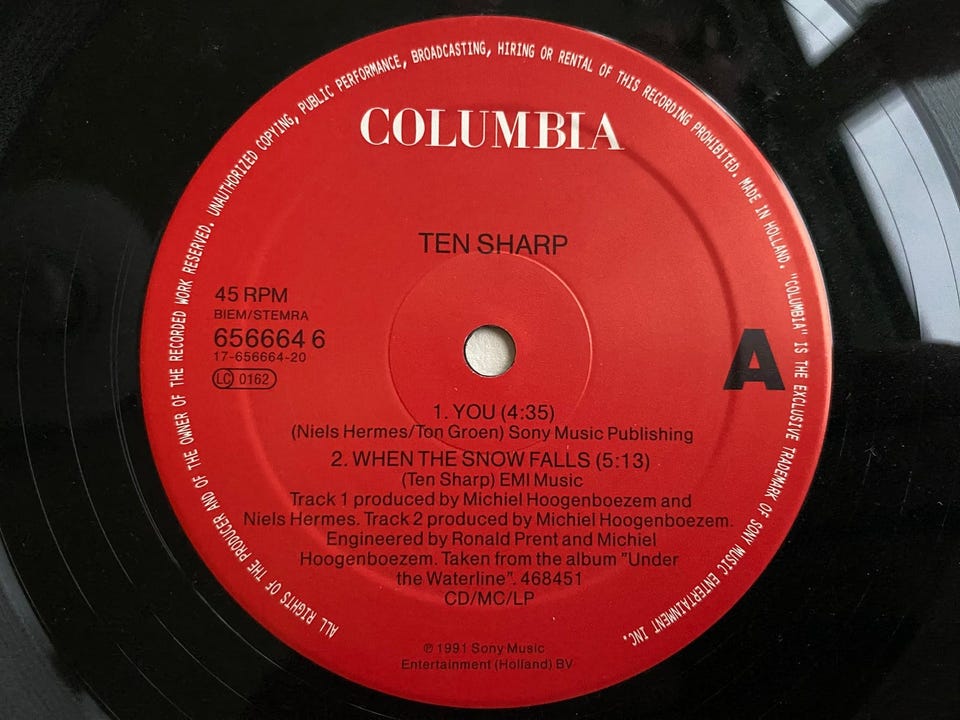 COLUMBIA
TEN SHARP
45 RPM
BIEM/STEMRA
656664 6
17-656664-20
LC 0162
A
1. YOU (4:35)
(Niels Hermes/Ton Groen) Sony Music Publishing
2. WHEN THE SNOW FALLS (5:13)
(Ten Sharp) EMI Music
Track 1 produced by Michiel Hoogenboezem and
Niels Hermes. Track 2 produced by Michiel Hoogenboezem.
Engineered by Ronald Prent and Michiel
Hoogenboezem. Taken from the album "Under
the Waterline". 468451
CD/MC/LP
℗ 1991 Sony Music
Entertainment (Holland) BV
ALL RIGHTS OF THE PRODUCER AND OF THE OWNER OF THE RECORDED WORK RESERVED. UNAUTHORIZED COPYING, PUBLIC PERFORMANCE, BROADCASTING, HIRING OR RENTAL OF THIS RECORDING PROHIBITED. MADE IN HOLLAND. "COLUMBIA" IS THE EXCLUSIVE TRADEMARK OF SONY MUSIC ENTERTAINMENT INC.